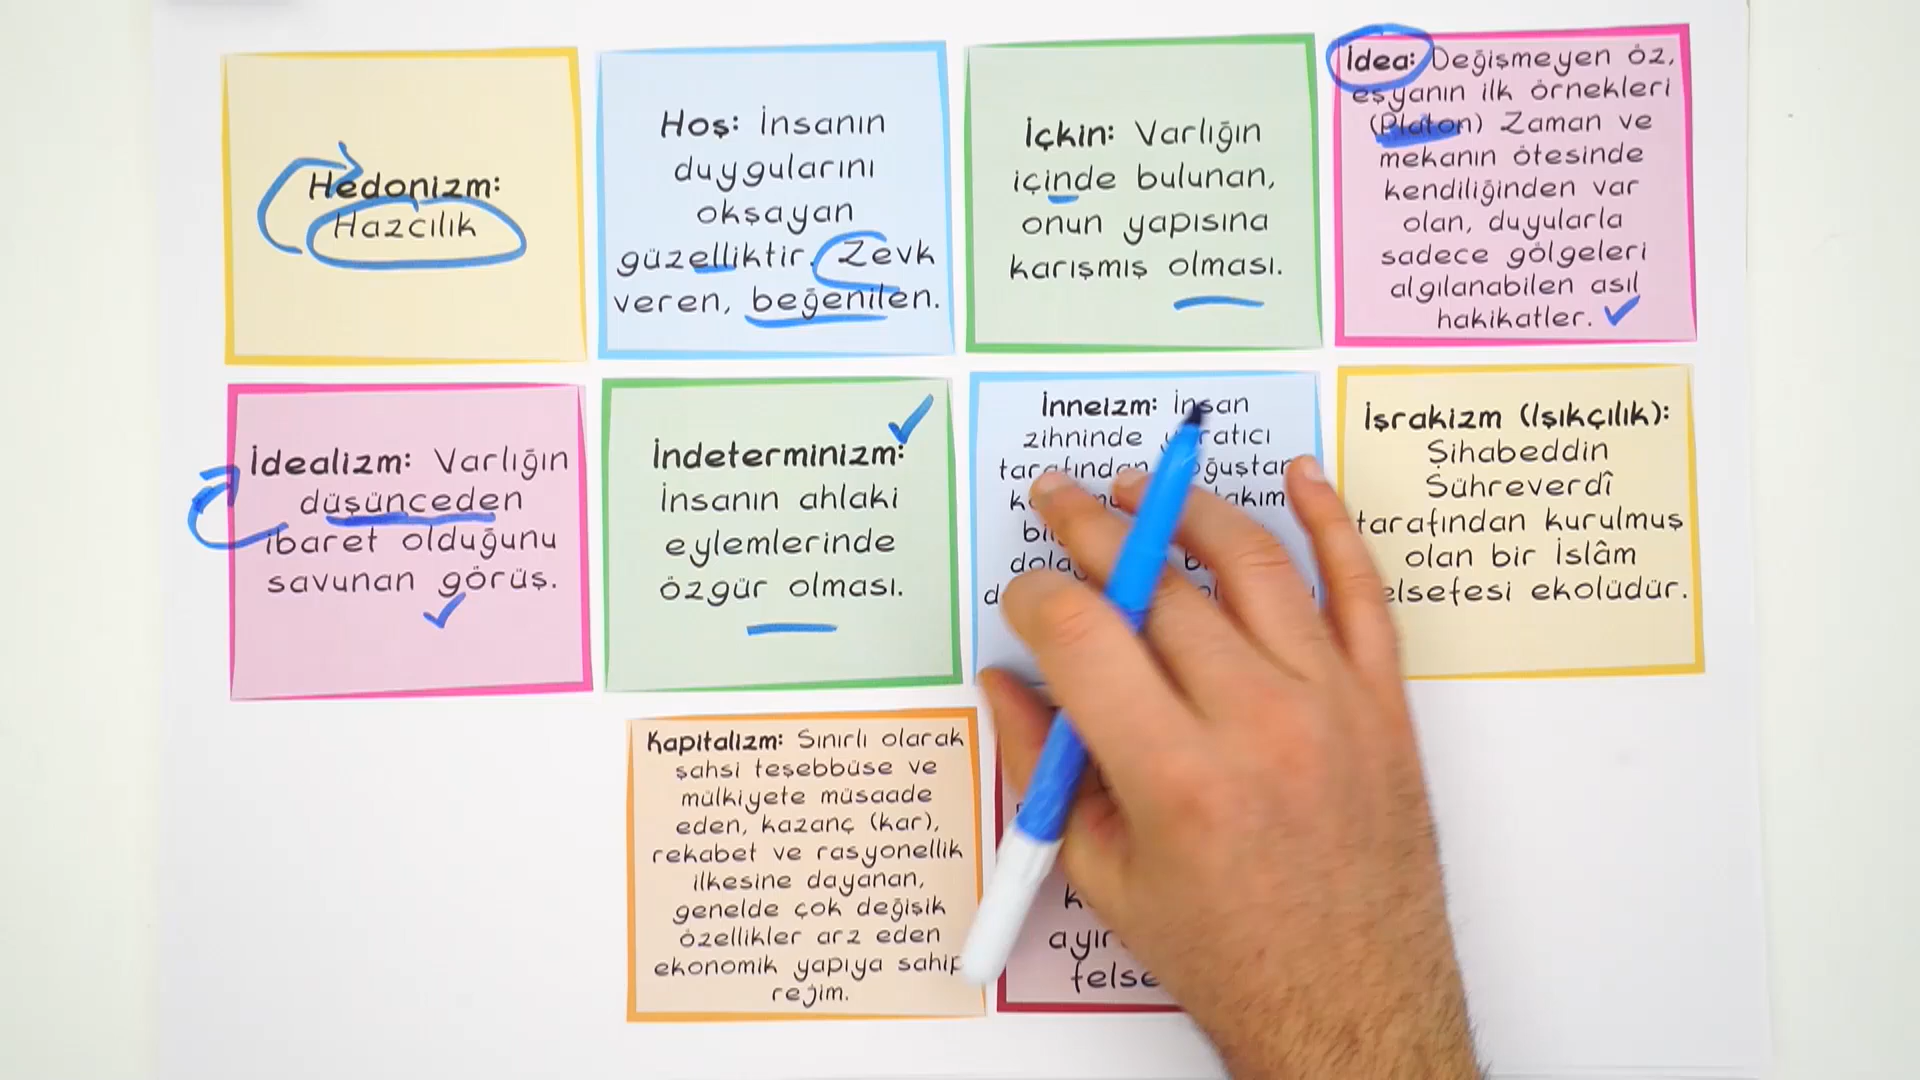 Hedonizm:
Hazcılık
Hoş: İnsanın
duygularını
okşayan
güzelliktir. Zevk
veren, beğenilen.
İçkin: Varlığın
içinde bulunan,
onun yapısına
karışmış olması.
İdea: Değişmeyen öz,
eşyanın ilk örnekleri
(Platon) Zaman ve
mekanın ötesinde
kendiliğinden var
olan, duyularla
sadece gölgeleri
algılanabilen asıl
hakikatler.
İdealizm: Varlığın
düşünceden
ibaret olduğunu
savunan görüş.
İndeterminizm:
İnsanın ahlaki
eylemlerinde
özgür olması.
İnneizm: İnsan
zihninde
tarafından
İşrakizm (Işıkçılık):
Şihabeddin
Sühreverdî
tarafından kurulmuş
olan bir İslâm
ekolüdür.
Kapitalizm: Sınırlı olarak
şahsi teşebbüse ve
mülkiyete müsaade
eden, kazanç (kar),
rekabet ve rasyonellik
ilkesine dayanan,
genelde çok değişik
özellikler arz eden
ekonomik yapıya sahip
rejim.